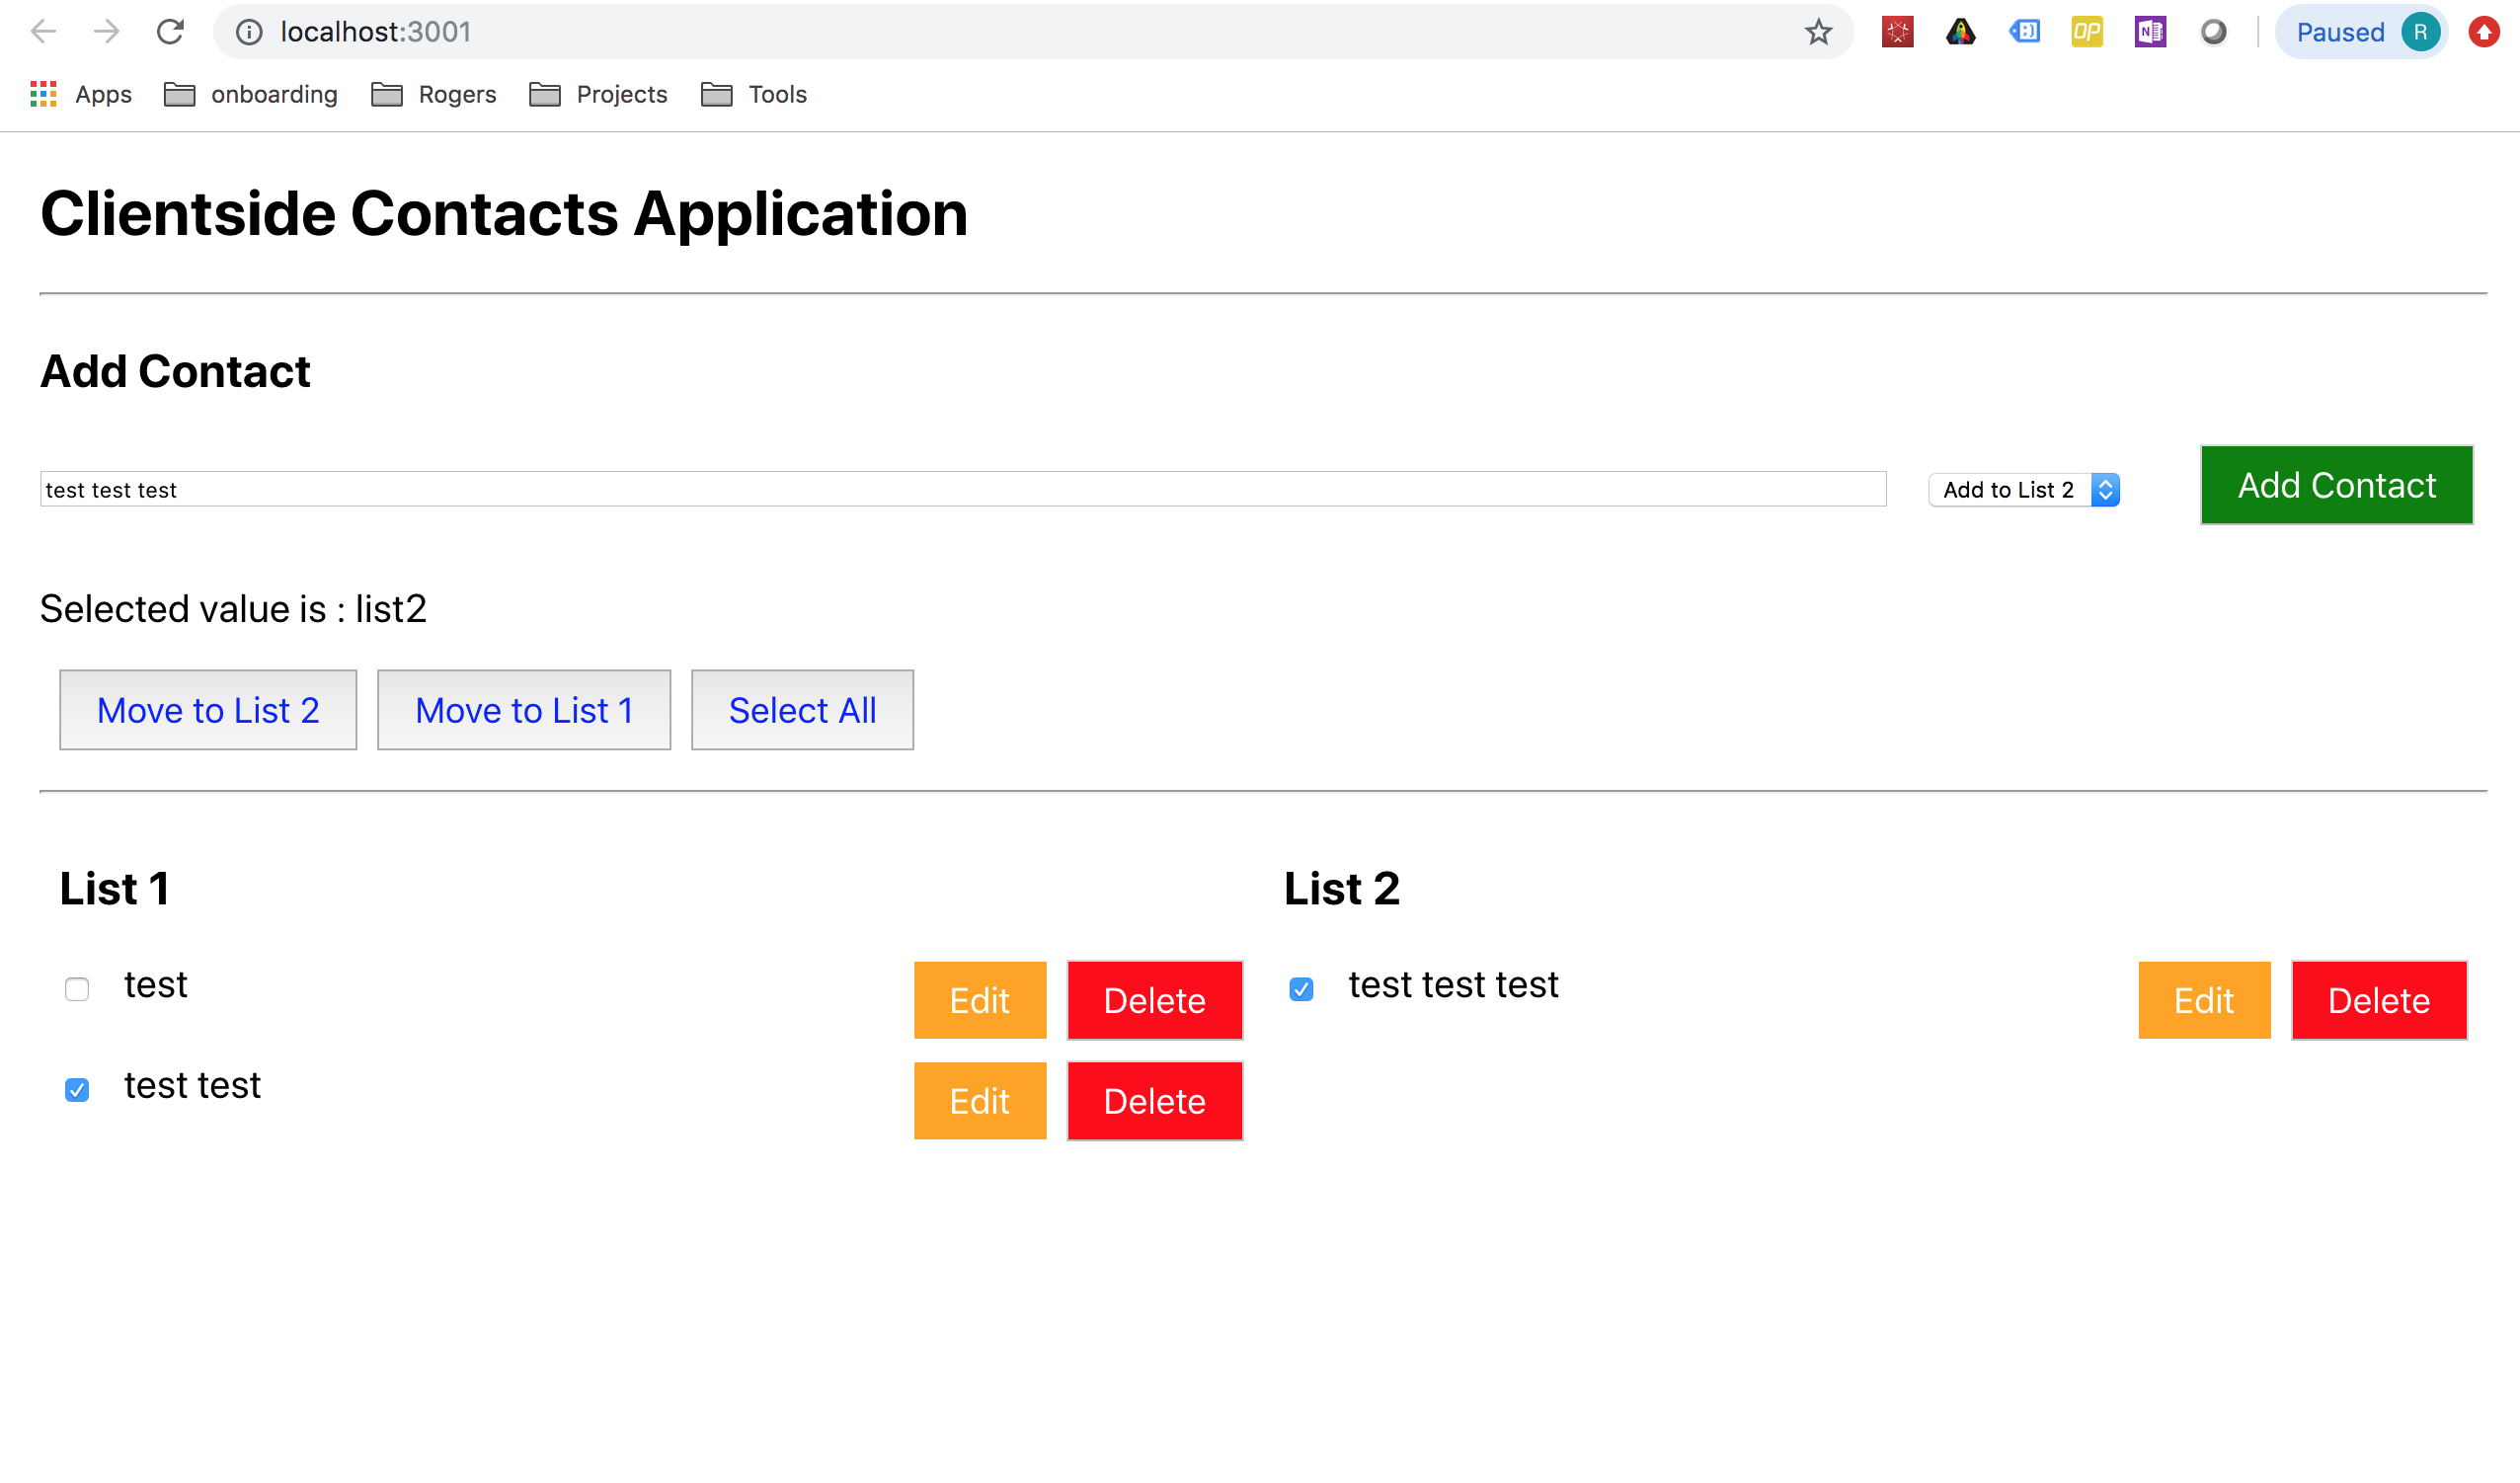 localhost:3001
OP
N
Paused R
Apps onboarding Rogers Projects Tools
Clientside Contacts Application
Add Contact
test test test Add to List 2 Add Contact
Selected value is : list2
Move to List 2 Move to List 1 Select All
List 1 List 2
test Edit Delete test test test Edit Delete
test test Edit Delete